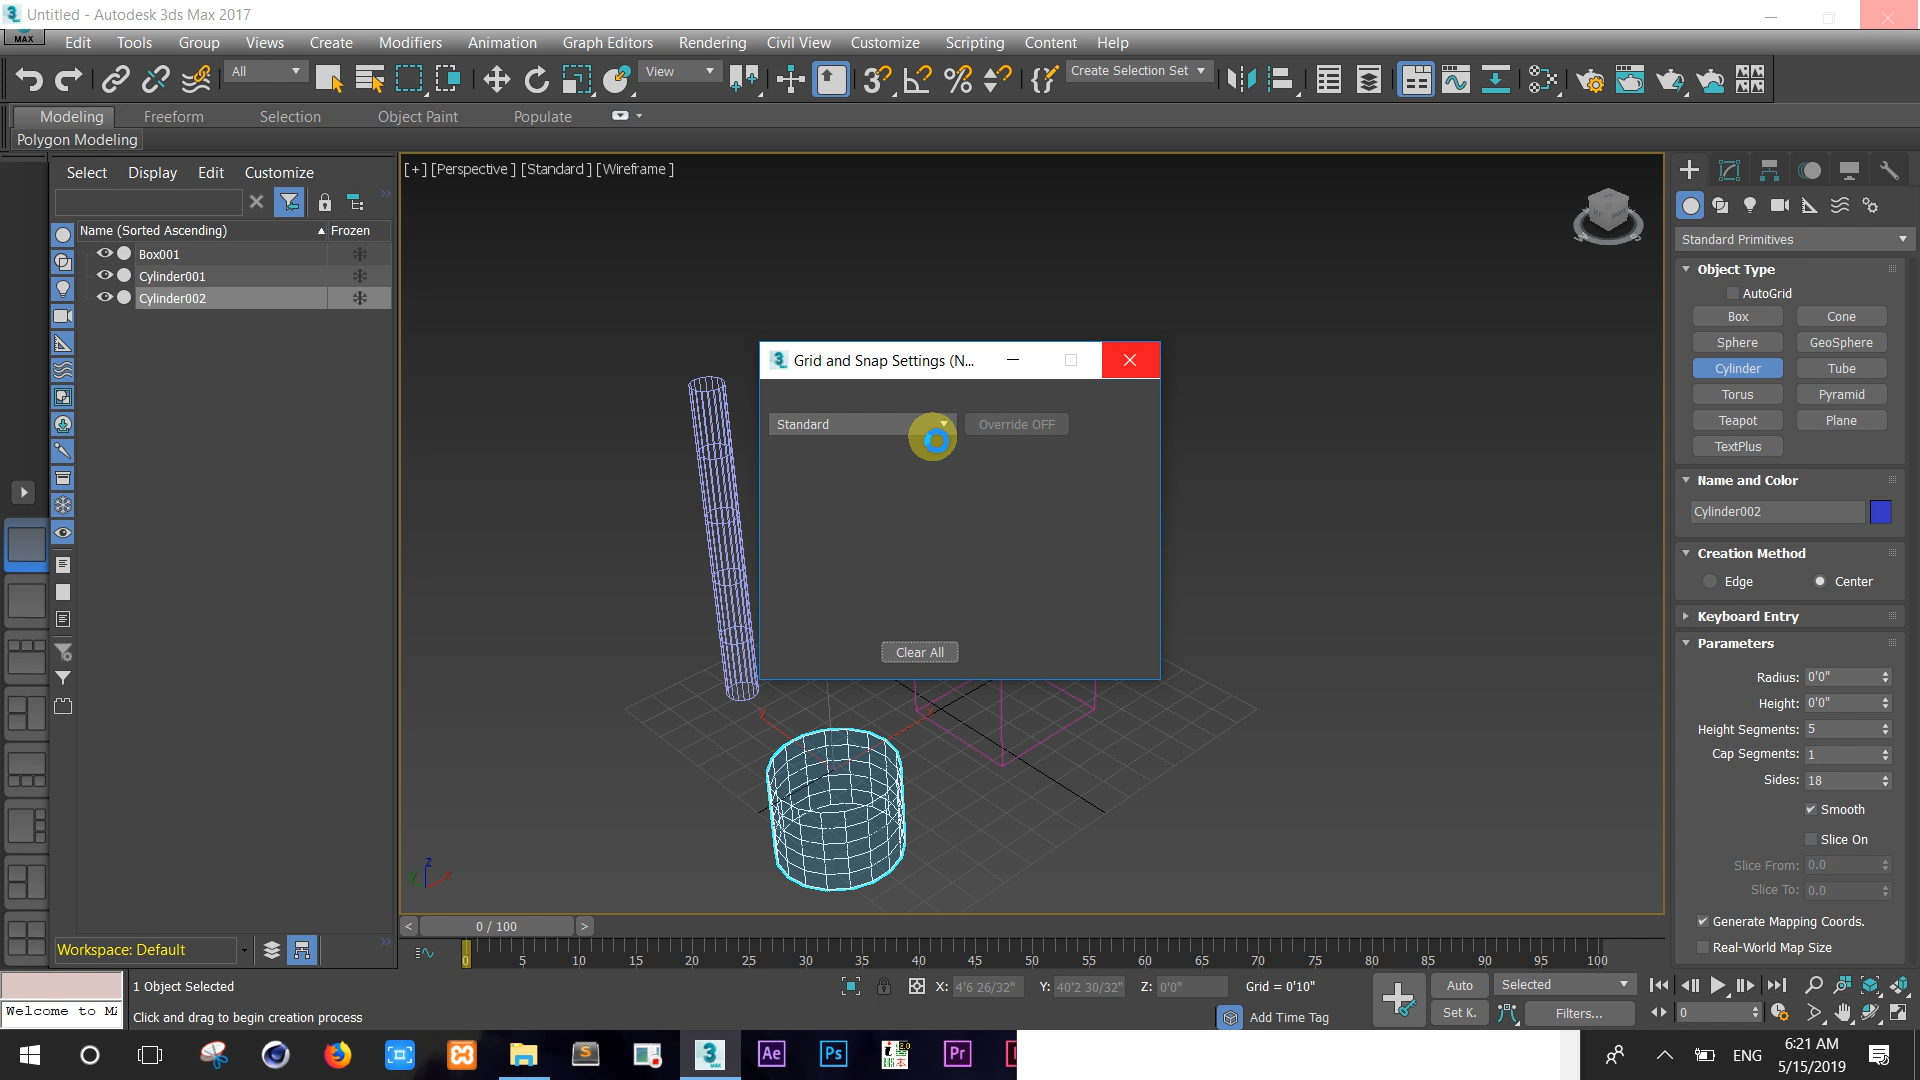 Untitled - Autodesk 3ds Max 2017
MAX
Edit Tools Group Views Create Modifiers Animation Graph Editors Rendering Civil View Customize Scripting Content Help
All
View
Create Selection Set
Modeling Freeform Selection Object Paint Populate
Polygon Modeling
Select Display Edit Customize
Name (Sorted Ascending) Frozen
Box001
Cylinder001
Cylinder002
[+] [Perspective ] [Standard ] [Wireframe ]
Grid and Snap Settings (N...
Standard
Override OFF
Clear All
Standard Primitives
Object Type
AutoGrid
Box Cone
Sphere GeoSphere
Cylinder Tube
Torus Pyramid
Teapot Plane
TextPlus
Name and Color
Cylinder002
Creation Method
Edge Center
Keyboard Entry
Parameters
Radius: 0'0"
Height: 0'0"
Height Segments: 5
Cap Segments: 1
Sides: 18
Smooth
Slice On
Slice From: 0.0
Slice To: 0.0
Generate Mapping Coords.
Real-World Map Size
z
y x
Workspace: Default
< 0 / 100 >
0 5 10 15 20 25 30 35 40 45 50 55 60 65 70 75 80 85 90 95 100
1 Object Selected
X: 4'6 26/32" Y: 40'2 30/32" Z: 0'0" Grid = 0'10"
Auto Selected
Welcome to M
Click and drag to begin creation process
Add Time Tag
Set K. Filters...
0
Ae Ps Pr
ENG
6:21 AM
5/15/2019